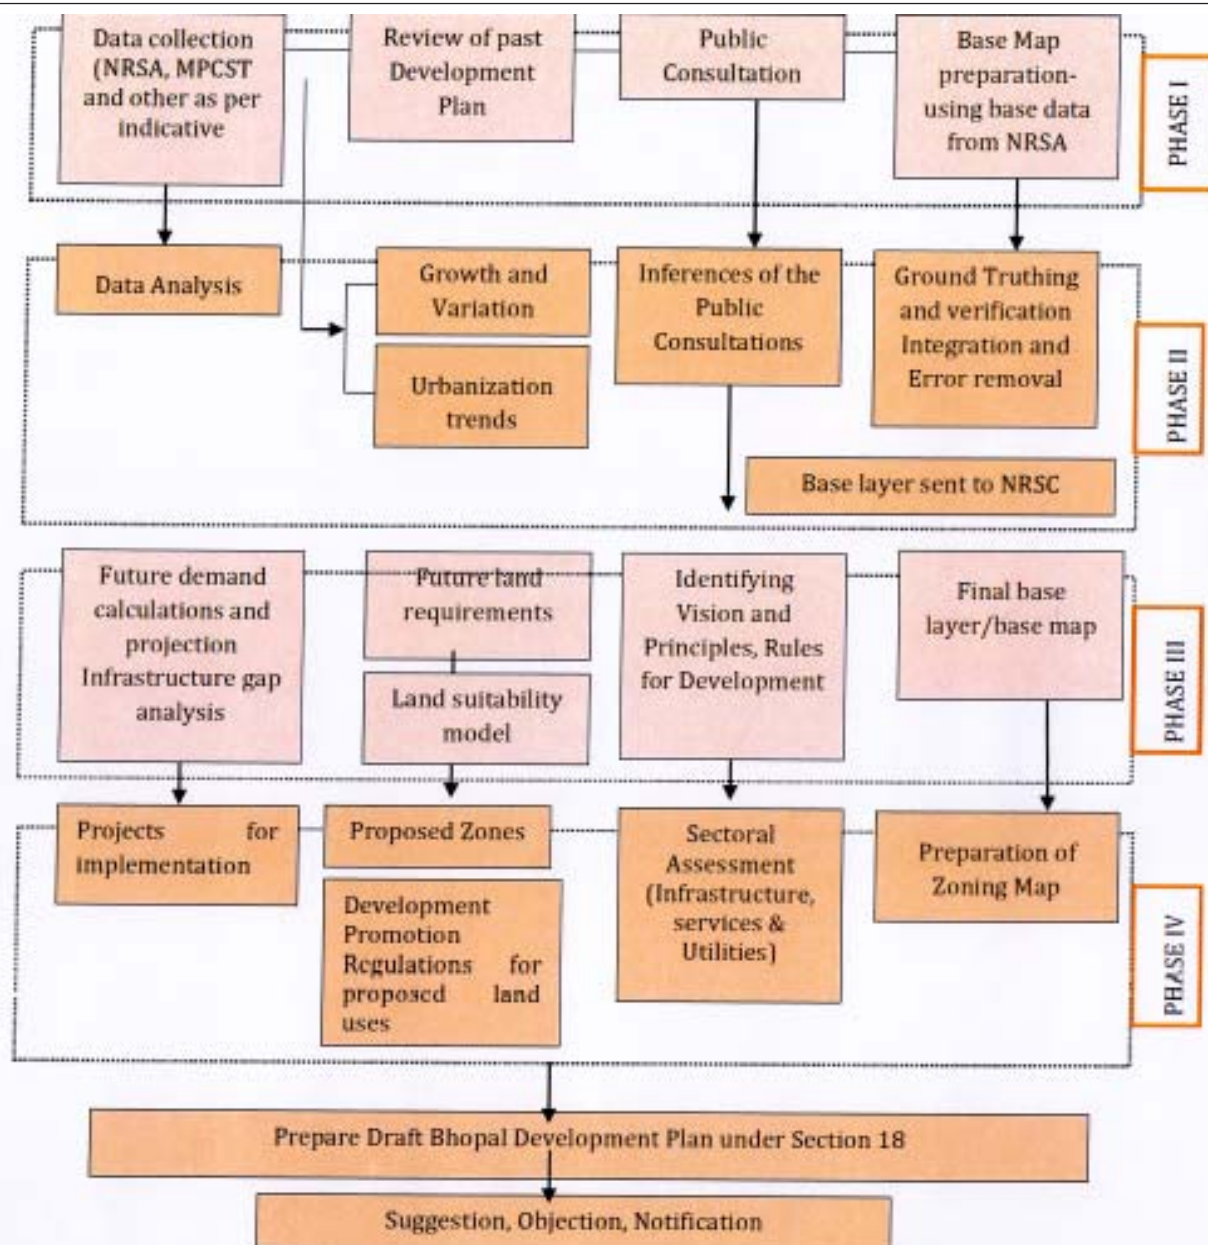 Data collection
(NRSA, MPCST
and other as per
indicative
Review of past
Development
Plan
Public
Consultation
Base Map
preparation-
using base data
from NRSA
PHASE I
Data Analysis
Growth and
Variation
Urbanization
trends
Inferences of the
Public
Consultations
Ground Truthing
and verification
Integration and
Error removal
Base layer sent to NRSC
PHASE II
Future demand
calculations and
projection
Infrastructure gap
analysis
Future land
requirements
Land suitability
model
Identifying
Vision and
Principles, Rules
for Development
Final base
layer/base map
PHASE III
Projects for
implementation
Proposed Zones
Development
Promotion
Regulations for
proposed land
uses
Sectoral
Assessment
(Infrastructure,
services &
Utilities)
Preparation of
Zoning Map
PHASE IV
Prepare Draft Bhopal Development Plan under Section 18
Suggestion, Objection, Notification